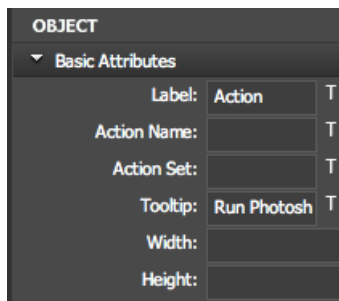 OBJECT
Basic Attributes
Label: Action T
Action Name: T
Action Set: T
Tooltip: Run Photosh T
Width:
Height: